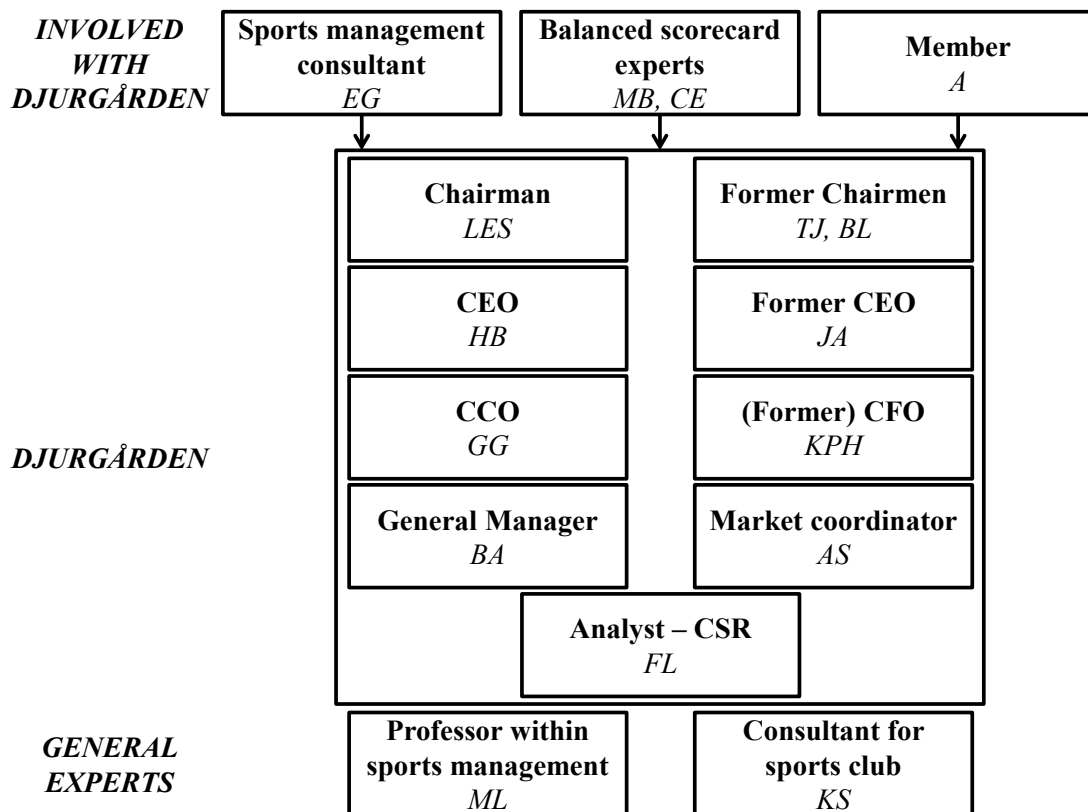 INVOLVED
WITH
DJURGÅRDEN
Sports management
consultant
EG
Balanced scorecard
experts
MB, CE
Member
A
Chairman
LES
Former Chairmen
TJ, BL
CEO
HB
Former CEO
JA
DJURGÅRDEN
CCO
GG
(Former) CFO
KPH
General Manager
BA
Market coordinator
AS
Analyst – CSR
FL
GENERAL
EXPERTS
Professor within
sports management
ML
Consultant for
sports club
KS